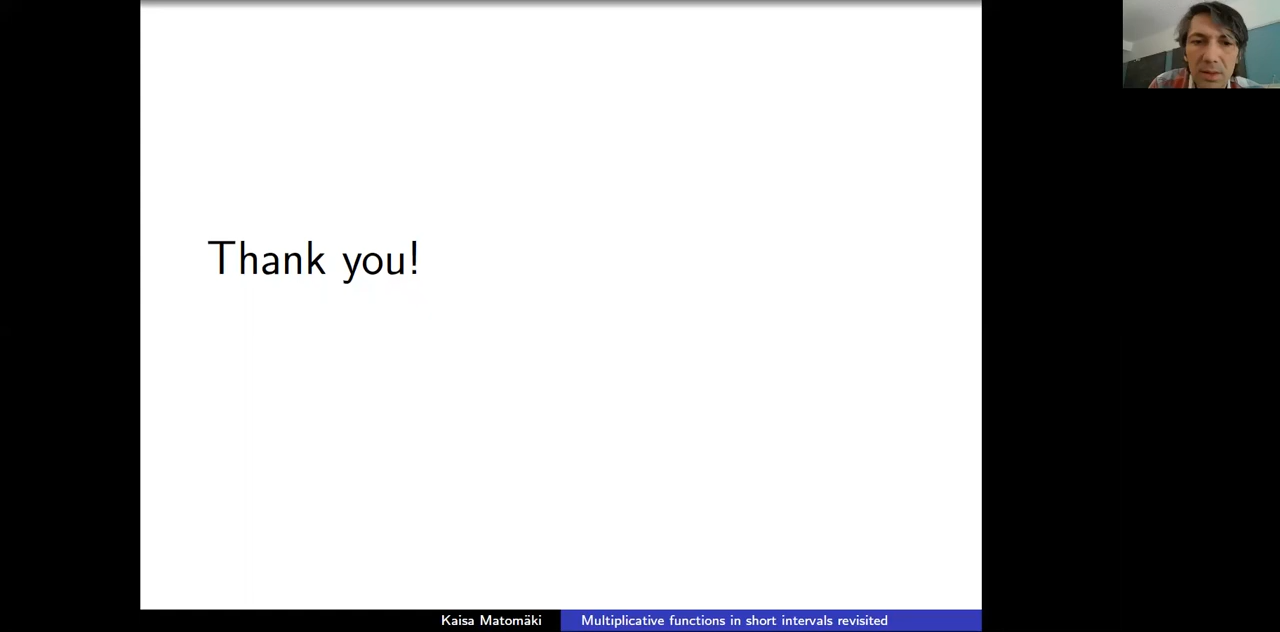 Thank you!
Kaisa Matomäki
Multiplicative functions in short intervals revisited